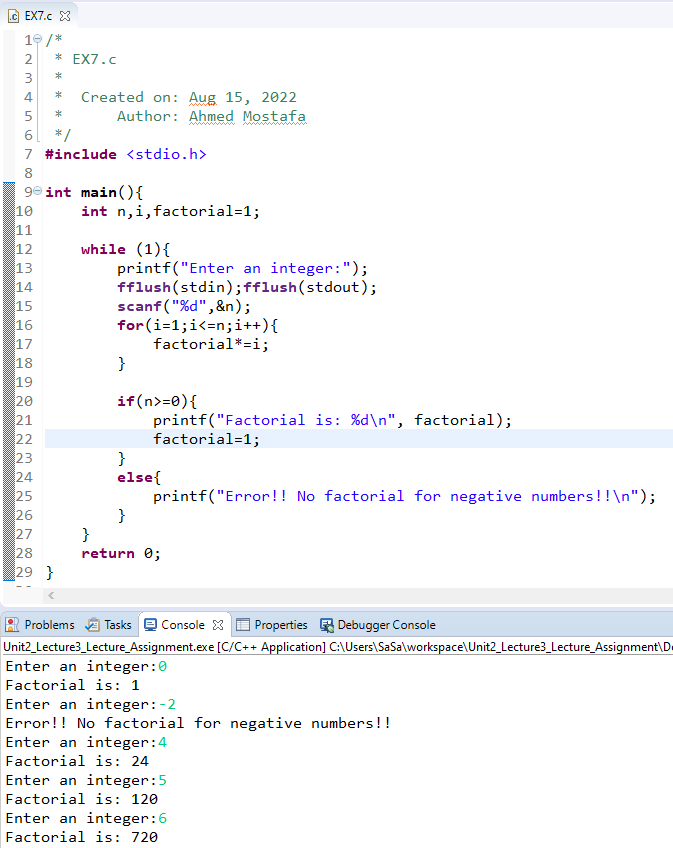 EX7.c
1 /*
2 * EX7.c
3 *
4 * Created on: Aug 15, 2022
5 * Author: Ahmed Mostafa
6 */
7 #include <stdio.h>
8
9 int main(){
10 int n,i,factorial=1;
11
12 while (1){
13 printf("Enter an integer:");
14 fflush(stdin);fflush(stdout);
15 scanf("%d",&n);
16 for(i=1;i<=n;i++){
17 factorial*=i;
18 }
19
20 if(n>=0){
21 printf("Factorial is: %d\n", factorial);
22 factorial=1;
23 }
24 else{
25 printf("Error!! No factorial for negative numbers!!\n");
26 }
27 }
28 return 0;
29 }
Problems Tasks Console Properties Debugger Console
Unit2_Lecture3_Lecture_Assignment.exe [C/C++ Application] C:\Users\SaSa\workspace\Unit2_Lecture3_Lecture_Assignment\
Enter an integer:0
Factorial is: 1
Enter an integer:-2
Error!! No factorial for negative numbers!!
Enter an integer:4
Factorial is: 24
Enter an integer:5
Factorial is: 120
Enter an integer:6
Factorial is: 720